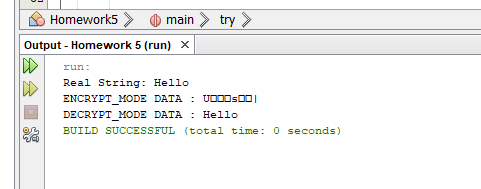 Homework5 main try
Output - Homework 5 (run)
run:
Real String: Hello
ENCRYPT_MODE DATA : U□□□s□□|
DECRYPT_MODE DATA : Hello
BUILD SUCCESSFUL (total time: 0 seconds)